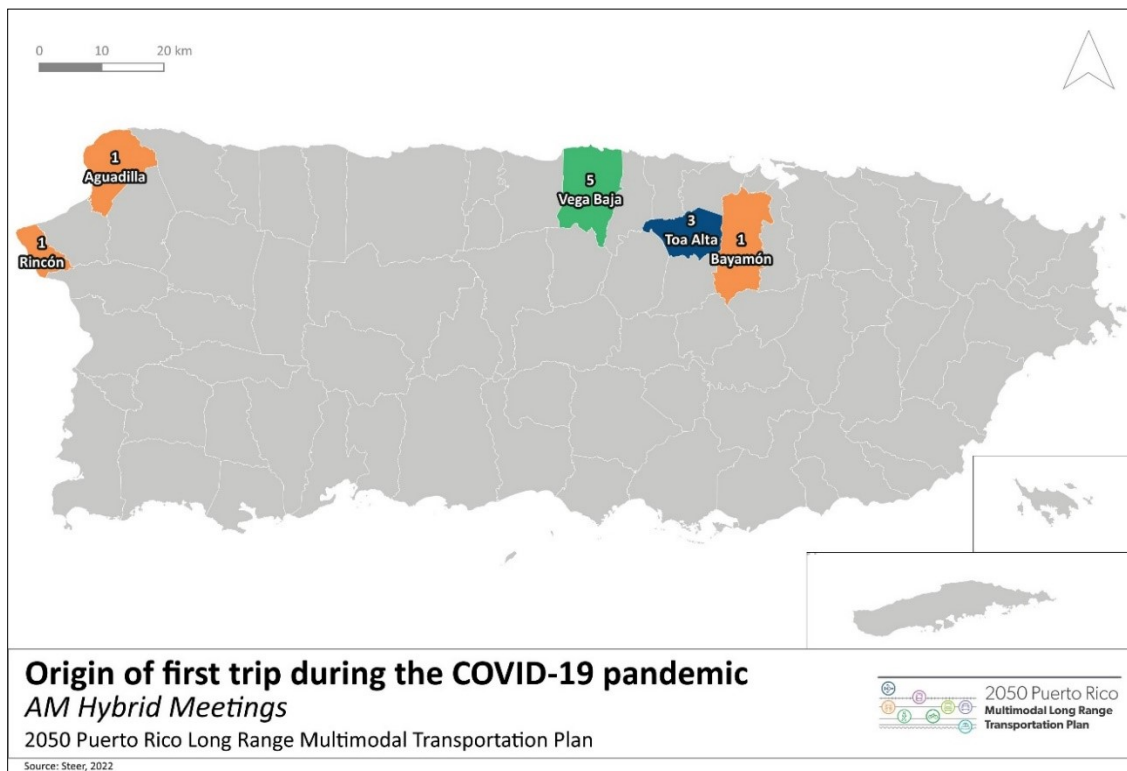 0 10 20 km
1
Aguadilla
1
Rincón
5
Vega Baja
3
Toa Alta
1
Bayamón
Origin of first trip during the COVID-19 pandemic
AM Hybrid Meetings
2050 Puerto Rico Long Range Multimodal Transportation Plan
2050 Puerto Rico
Multimodal Long Range
Transportation Plan
Source: Steer, 2022